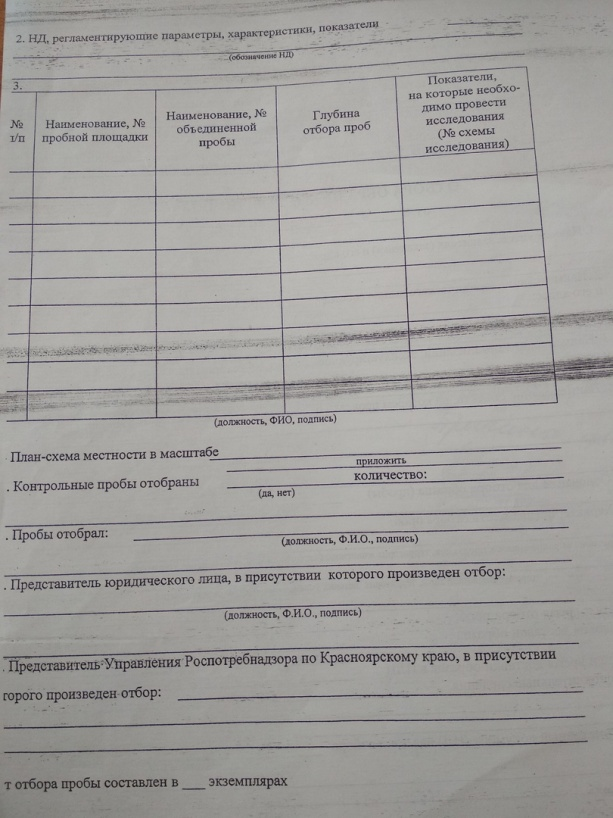 2. НД, регламентирующие параметры, характеристики, показатели
(обозначение НД)
3.
№
п/п
Наименование, №
пробной площадки
Наименование, №
объединенной
пробы
Глубина
отбора проб
Показатели,
на которые необхо-
димо провести
исследования
(№ схемы
исследования)
(должность, ФИО, подпись)
План-схема местности в масштабе
приложить
. Контрольные пробы отобраны
количество:
(да, нет)
. Пробы отобрал:
(должность, Ф.И.О., подпись)
. Представитель юридического лица, в присутствии которого произведен отбор:
(должность, Ф.И.О., подпись)
. Представитель Управления Роспотребнадзора по Красноярскому краю, в присутствии
торого произведен отбор:
т отбора пробы составлен в ___ экземплярах